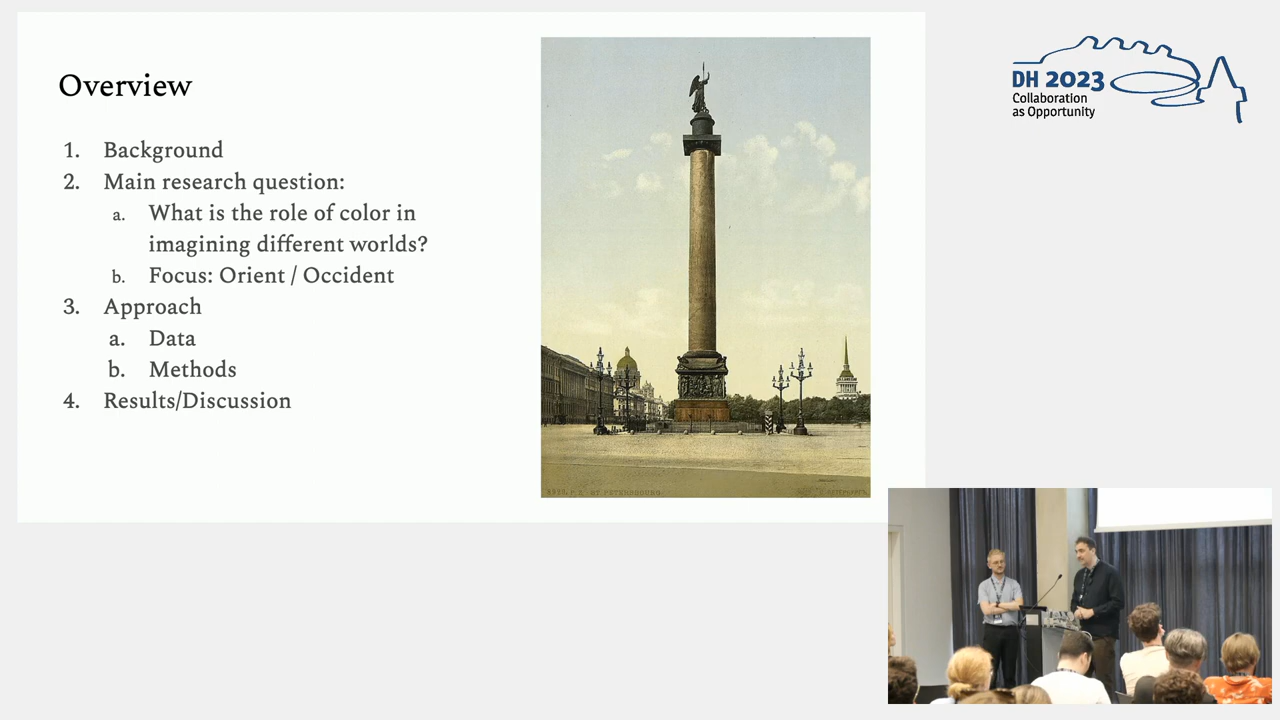 Overview
1. Background
2. Main research question:
a. What is the role of color in
imagining different worlds?
b. Focus: Orient / Occident
3. Approach
a. Data
b. Methods
4. Results/Discussion
DH 2023
Collaboration
as Opportunity